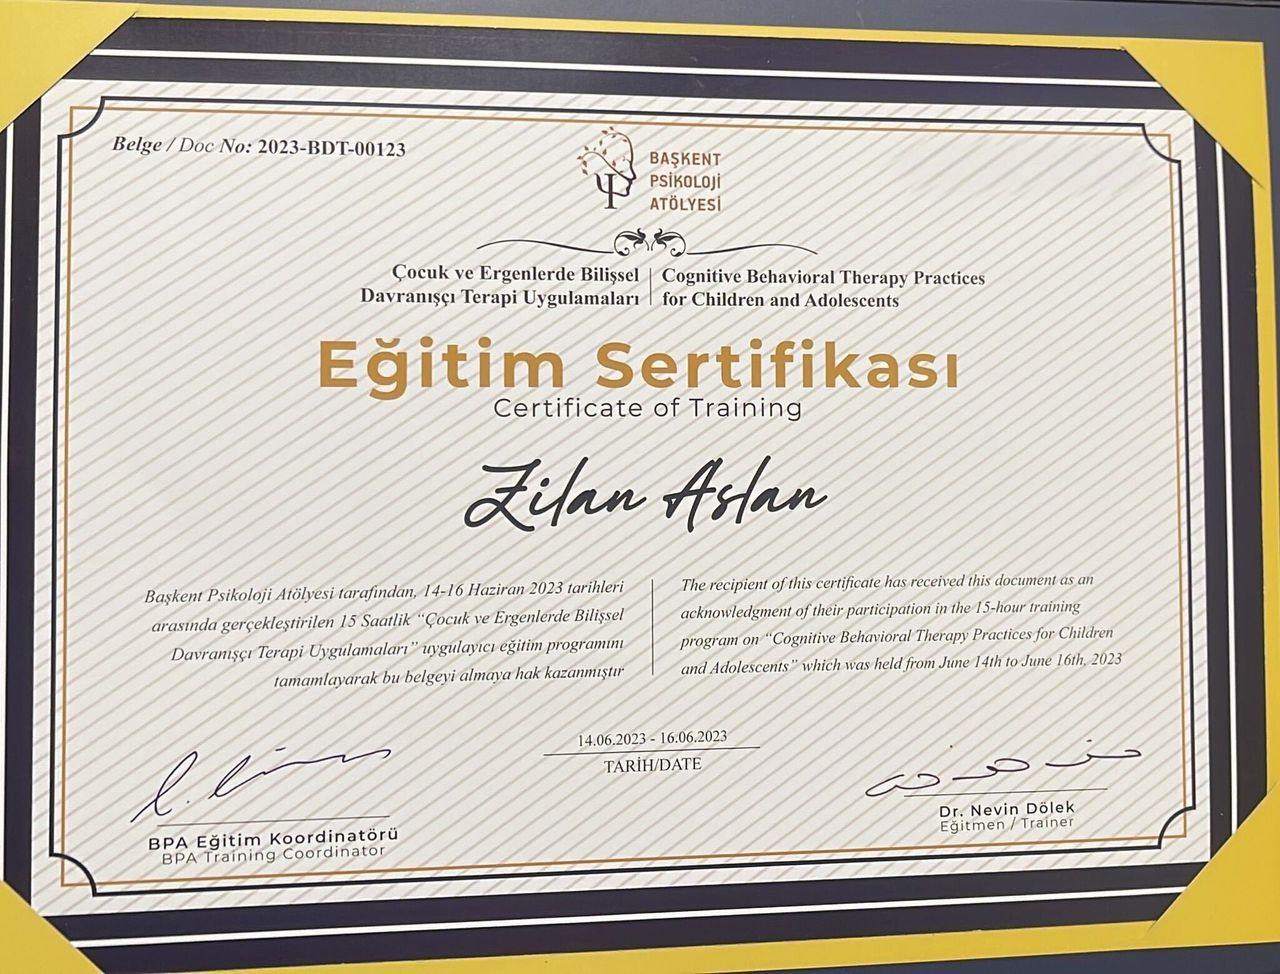 Belge / Doc No: 2023-BDT-00123
BAŞKENT
PSİKOLOJİ
ATÖLYESİ
Çocuk ve Ergenlerde Bilişsel
Davranışçı Terapi Uygulamaları
Cognitive Behavioral Therapy Practices
for Children and Adolescents
Eğitim Sertifikası
Certificate of Training
Zilan Aslan
Başkent Psikoloji Atölyesi tarafından, 14-16 Haziran 2023 tarihleri
arasında gerçekleştirilen 15 Saatlik “Çocuk ve Ergenlerde Bilişsel
Davranışçı Terapi Uygulamaları” uygulayıcı eğitim programını
tamamlayarak bu belgeyi almaya hak kazanmıştır
The recipient of this certificate has received this document as an
acknowledgment of their participation in the 15-hour training
program on “Cognitive Behavioral Therapy Practices for Children
and Adolescents” which was held from June 14th to June 16th, 2023
14.06.2023 - 16.06.2023
TARİH/DATE
BPA Eğitim Koordinatörü
BPA Training Coordinator
Dr. Nevin Dölek
Eğitmen / Trainer